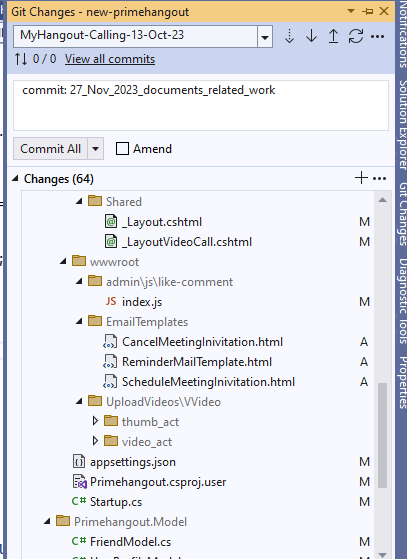 Git Changes - new-primehangout
MyHangout-Calling-13-Oct-23
0 / 0 View all commits
commit: 27_Nov_2023_documents_related_work
Commit All Amend
Changes (64)
Shared
_Layout.cshtml M
_LayoutVideoCall.cshtml M
wwwroot
admin\js\like-comment
JS index.js M
EmailTemplates
CancelMeetingInivitation.html A
ReminderMailTemplate.html A
ScheduleMeetingInivitation.html A
UploadVideos\VVideo
thumb_act
video_act
appsettings.json M
Primehangout.csproj.user M
C# Startup.cs M
Primehangout.Model
C# FriendModel.cs M
Notifications
Solution Explorer
Git Changes
Diagnostic Tools
Properties